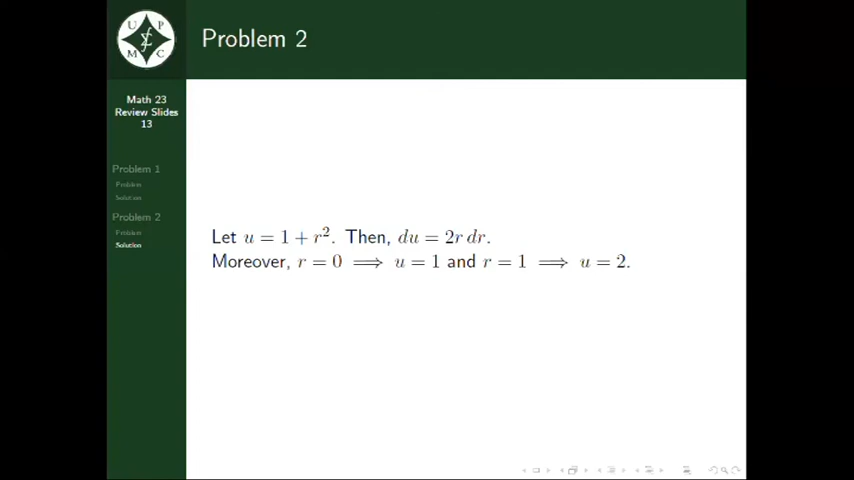 U P
M C
Problem 2
Math 23
Review Slides
13
Problem 1
Problem
Solution
Problem 2
Problem
Solution
Let u = 1 + r². Then, du = 2r dr.
Moreover, r = 0 ⟹ u = 1 and r = 1 ⟹ u = 2.